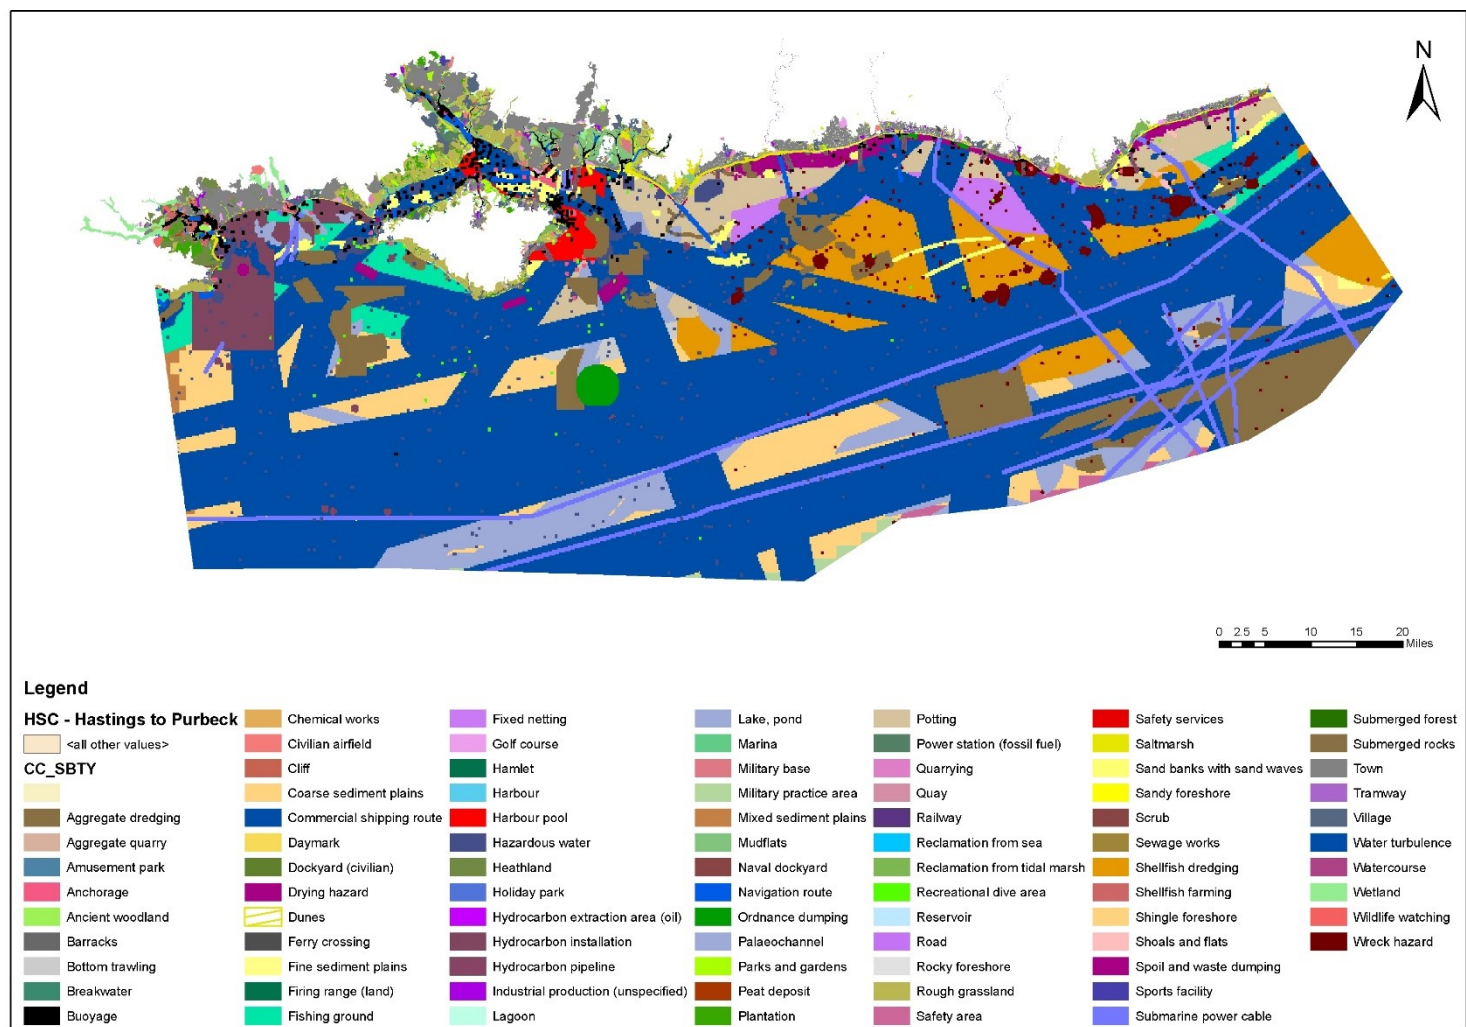 N
0 2.5 5 10 15 20
Miles
Legend
HSC - Hastings to Purbeck
<all other values>
CC_SBTY
Aggregate dredging
Aggregate quarry
Amusement park
Anchorage
Ancient woodland
Barracks
Bottom trawling
Breakwater
Buoyage
Chemical works
Civilian airfield
Cliff
Coarse sediment plains
Commercial shipping route
Daymark
Dockyard (civilian)
Drying hazard
Dunes
Ferry crossing
Fine sediment plains
Firing range (land)
Fishing ground
Fixed netting
Golf course
Hamlet
Harbour
Harbour pool
Hazardous water
Heathland
Holiday park
Hydrocarbon extraction area (oil)
Hydrocarbon installation
Hydrocarbon pipeline
Industrial production (unspecified)
Lagoon
Lake, pond
Marina
Military base
Military practice area
Mixed sediment plains
Mudflats
Naval dockyard
Navigation route
Ordnance dumping
Palaeochannel
Parks and gardens
Peat deposit
Plantation
Potting
Power station (fossil fuel)
Quarrying
Quay
Railway
Reclamation from sea
Reclamation from tidal marsh
Recreational dive area
Reservoir
Road
Rocky foreshore
Rough grassland
Safety area
Safety services
Saltmarsh
Sand banks with sand waves
Sandy foreshore
Scrub
Sewage works
Shellfish dredging
Shellfish farming
Shingle foreshore
Shoals and flats
Spoil and waste dumping
Sports facility
Submarine power cable
Submerged forest
Submerged rocks
Town
Tramway
Village
Water turbulence
Watercourse
Wetland
Wildlife watching
Wreck hazard